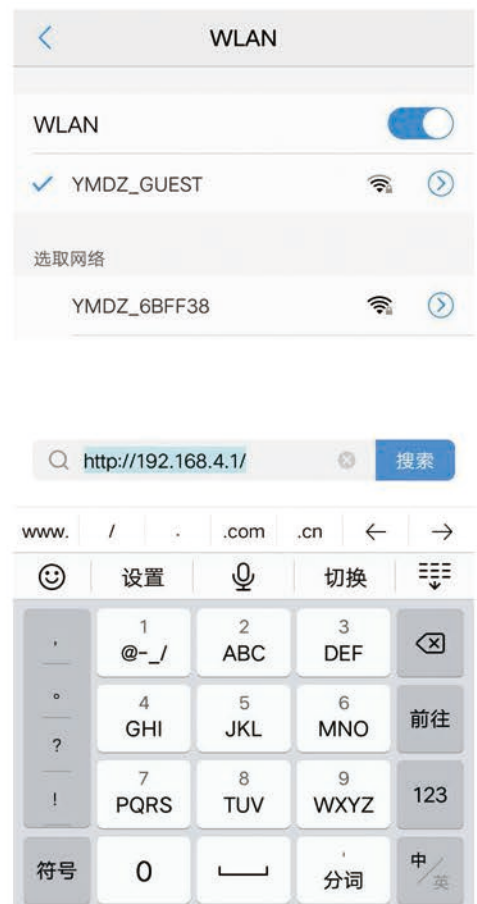 WLAN
WLAN
YMDZ_GUEST
选取网络
YMDZ_6BFF38
http://192.168.4.1/ 搜索
www. / . .com .cn ← →
设置 切换
, 1 2 3
@-_/ ABC DEF
。 4 5 6 前往
GHI JKL MNO
?
7 8 9 123
! PQRS TUV WXYZ
符号 0 ' 中/英
分词